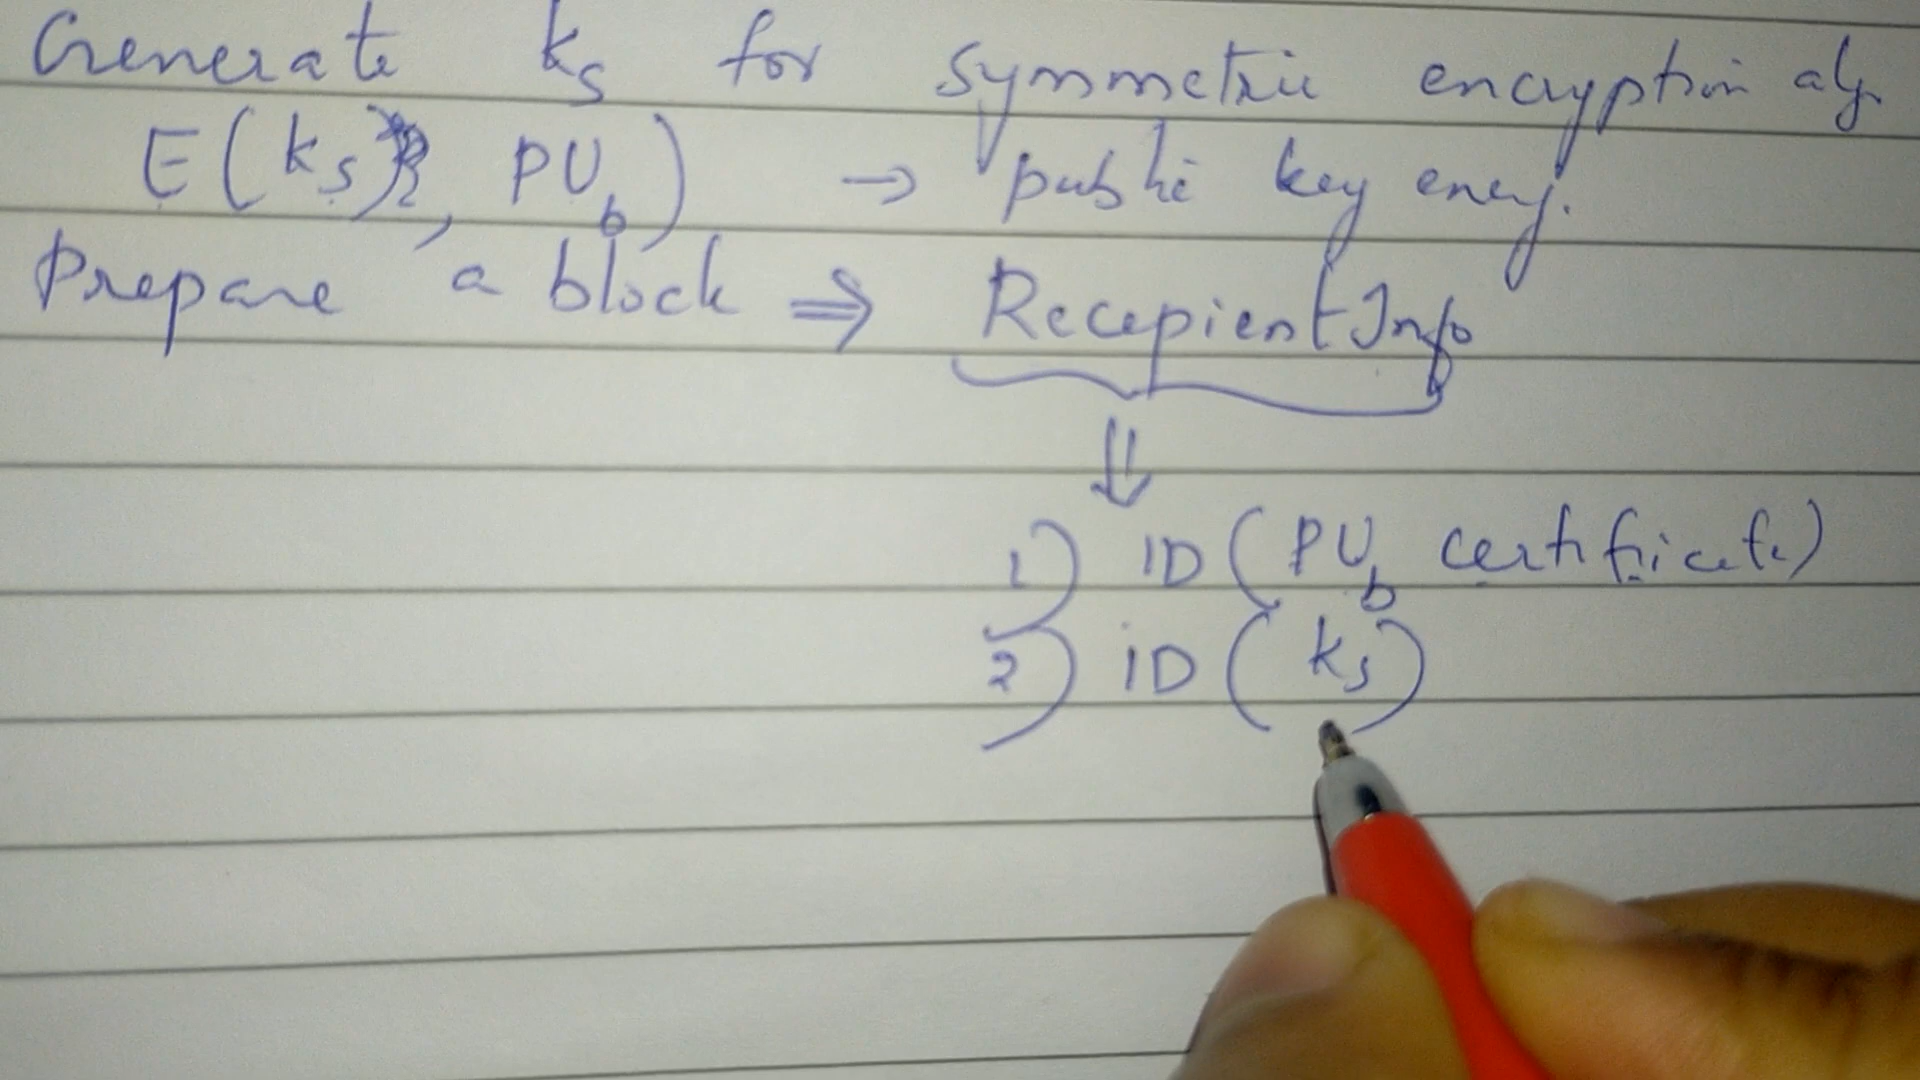 Generate ks for symmetric encryption alg.
E(ks, PUb) → public key ency.
Prepare a block ⇒ RecepientInfo
⇓
1) ID (PUb certificate)
2) ID (ks)